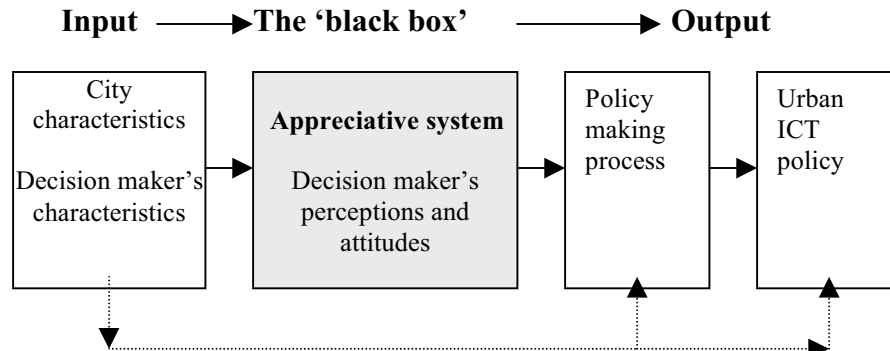 Input The ‘black box’ Output
City
characteristics
Decision maker’s
characteristics
Appreciative system
Decision maker’s
perceptions and
attitudes
Policy
making
process
Urban
ICT
policy